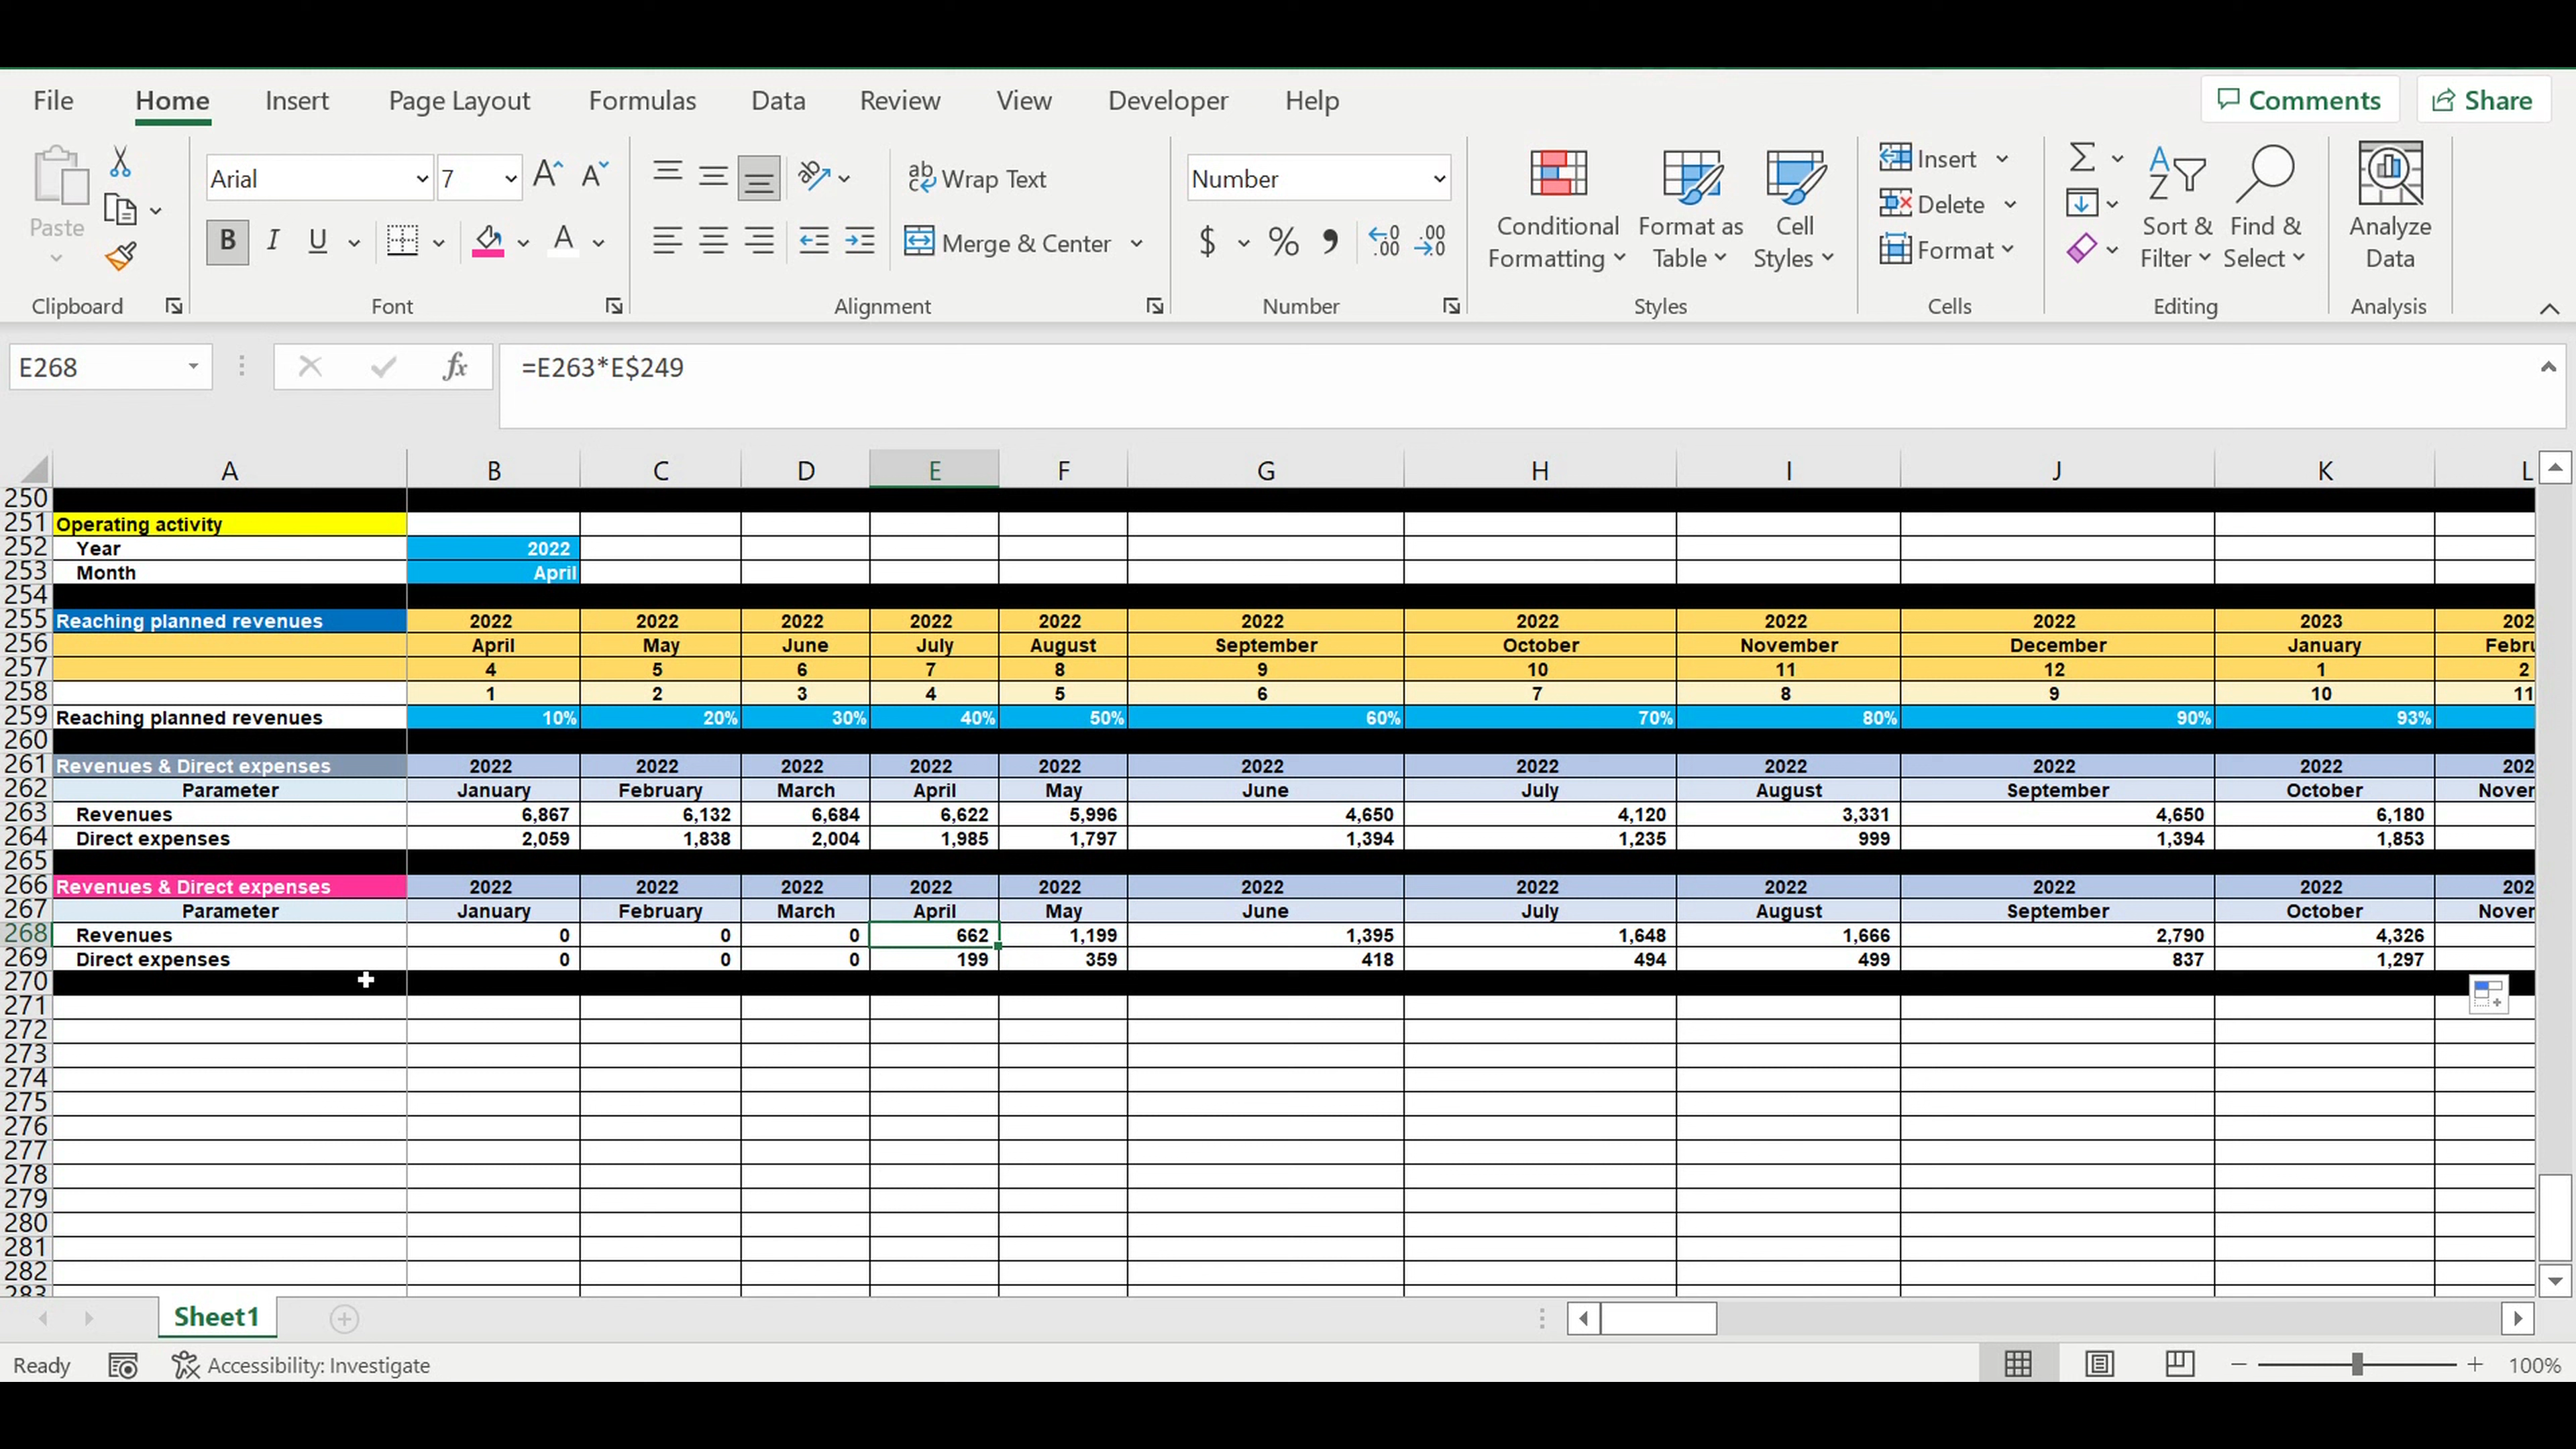 File Home Insert Page Layout Formulas Data Review View Developer Help Comments Share
Paste Arial 7 Wrap Text Number Insert
B I U Merge & Center $ % Delete
Conditional Formatting Format as Table Cell Styles Format Sort & Filter Find & Select Analyze Data
Clipboard Font Alignment Number Styles Cells Editing Analysis
E268 fx =E263*E$249
A B C D E F G H I J K L
250
251 Operating activity
252 Year 2022
253 Month April
254
255 Reaching planned revenues 2022 2022 2022 2022 2022 2022 2022 2022 2022 2023 202
256 April May June July August September October November December January Febru
257 4 5 6 7 8 9 10 11 12 1 2
258 1 2 3 4 5 6 7 8 9 10 11
259 Reaching planned revenues 10% 20% 30% 40% 50% 60% 70% 80% 90% 93%
260
261 Revenues & Direct expenses 2022 2022 2022 2022 2022 2022 2022 2022 2022 2022 202
262 Parameter January February March April May June July August September October Nover
263 Revenues 6,867 6,132 6,684 6,622 5,996 4,650 4,120 3,331 4,650 6,180
264 Direct expenses 2,059 1,838 2,004 1,985 1,797 1,394 1,235 999 1,394 1,853
265
266 Revenues & Direct expenses 2022 2022 2022 2022 2022 2022 2022 2022 2022 2022 202
267 Parameter January February March April May June July August September October Nover
268 Revenues 0 0 0 662 1,199 1,395 1,648 1,666 2,790 4,326
269 Direct expenses 0 0 0 199 359 418 494 499 837 1,297
270
271
272
273
274
275
276
277
278
279
280
281
282
283
Sheet1
Ready Accessibility: Investigate 100%